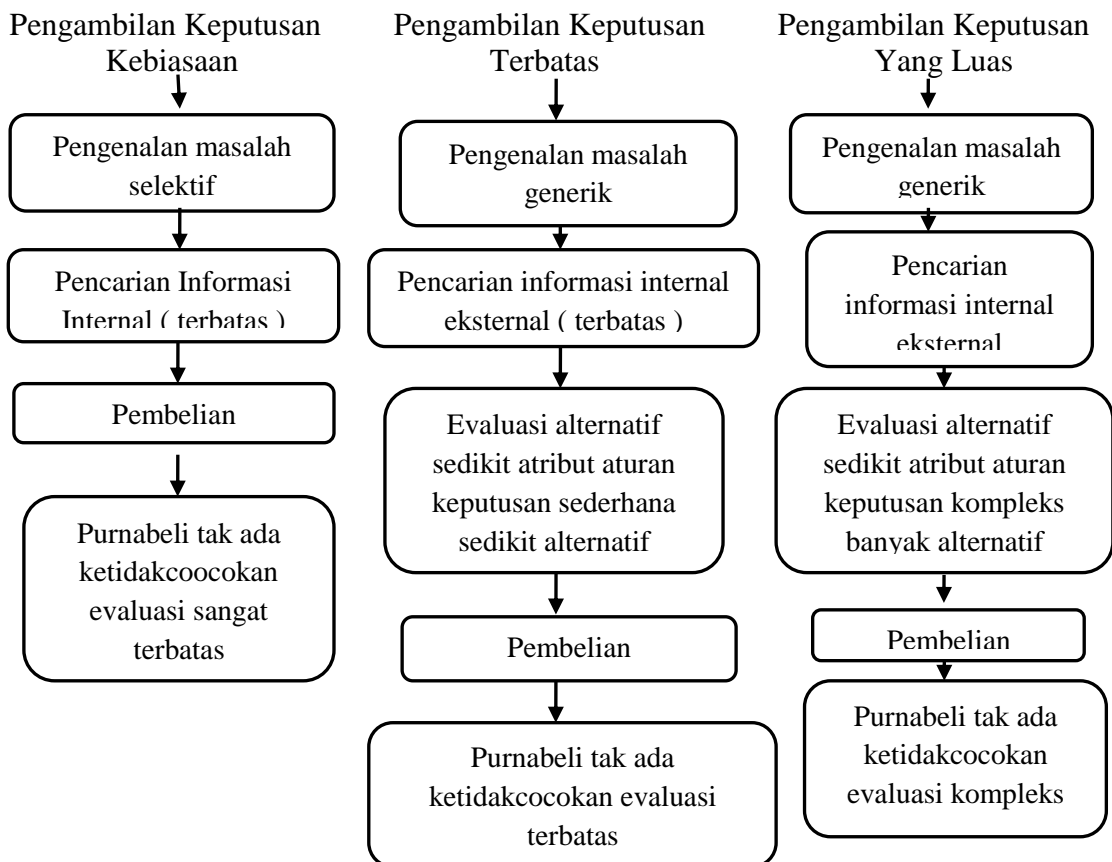 Pengambilan Keputusan
Kebiasaan
Pengenalan masalah
selektif
Pencarian Informasi
Internal ( terbatas )
Pembelian
Purnabeli tak ada
ketidakcoocokan
evaluasi sangat
terbatas
Pengambilan Keputusan
Terbatas
Pengenalan masalah
generik
Pencarian informasi internal
eksternal ( terbatas )
Evaluasi alternatif
sedikit atribut aturan
keputusan sederhana
sedikit alternatif
Pembelian
Purnabeli tak ada
ketidakcocokan evaluasi
terbatas
Pengambilan Keputusan
Yang Luas
Pengenalan masalah
generik
Pencarian
informasi internal
eksternal
Evaluasi alternatif
sedikit atribut aturan
keputusan kompleks
banyak alternatif
Pembelian
Purnabeli tak ada
ketidakcocokan
evaluasi kompleks